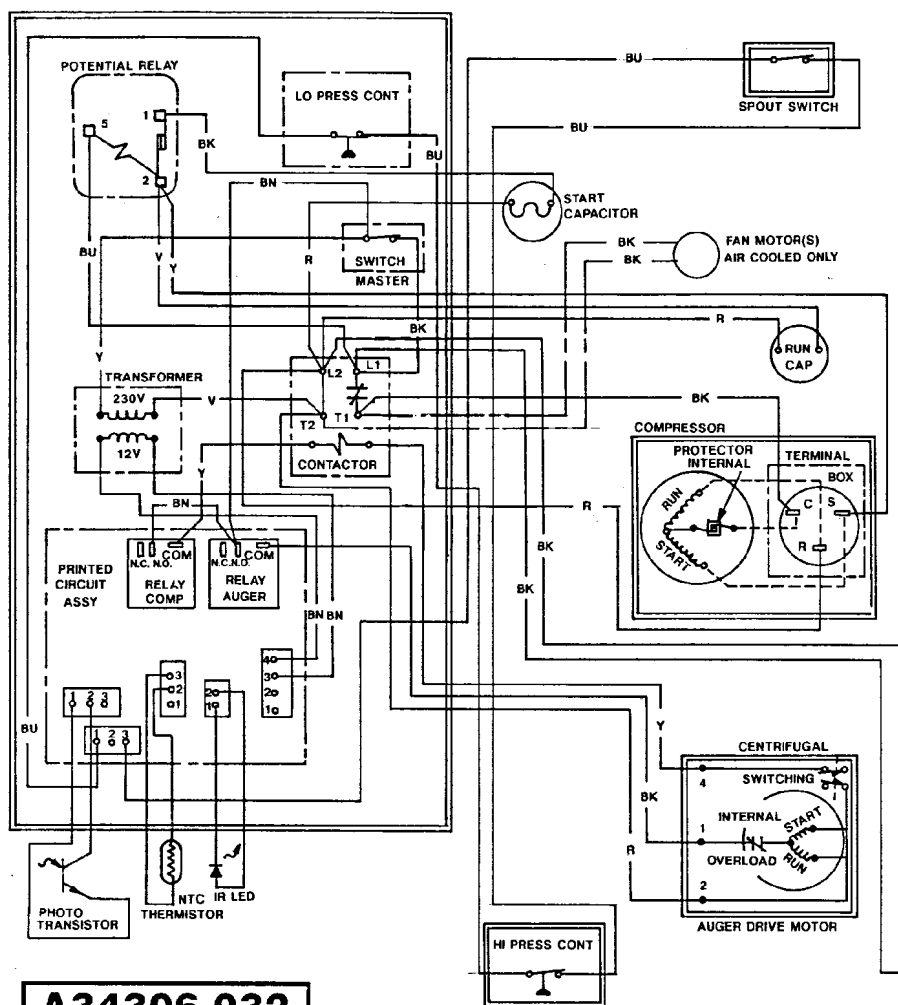 POTENTIAL RELAY
1
5
2
BK
BU
V
Y
LO PRESS CONT
BU
BN
R
SWITCH
MASTER
BK
BU
SPOUT SWITCH
BU
START
CAPACITOR
BK
BK
FAN MOTOR(S)
AIR COOLED ONLY
R
RUN
CAP
Y
TRANSFORMER
230V
12V
V
Y
L2
L1
T2
T1
CONTACTOR
BK
COMPRESSOR
PROTECTOR
INTERNAL
TERMINAL
BOX
RUN
START
C
S
R
R
BK
BK
BN
PRINTED
CIRCUIT
ASSY
N.C. N.O. COM
RELAY
COMP
N.C. N.O. COM
RELAY
AUGER
BN BN
4
3
2
1
3
2
1
2
1
1 2 3
1 2 3
BU
PHOTO
TRANSISTOR
NTC
THERMISTOR
IR LED
Y
BK
R
CENTRIFUGAL
SWITCHING
4
INTERNAL
OVERLOAD
START
RUN
1
2
AUGER DRIVE MOTOR
HI PRESS CONT
A34306-032